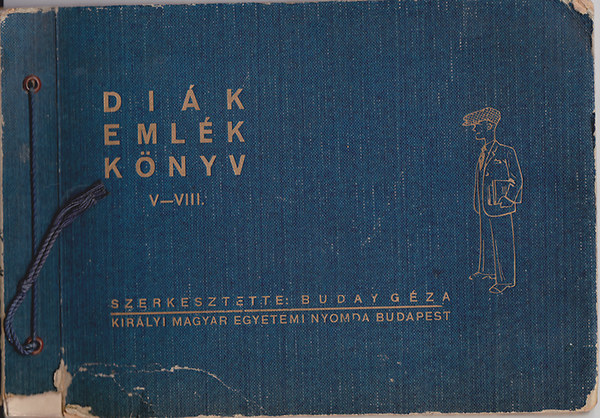 DIÁK
EMLÉK
KÖNYV
V—VIII.
SZERKESZTETTE: BUDAY GÉZA
KIRÁLYI MAGYAR EGYETEMI NYOMDA BUDAPEST